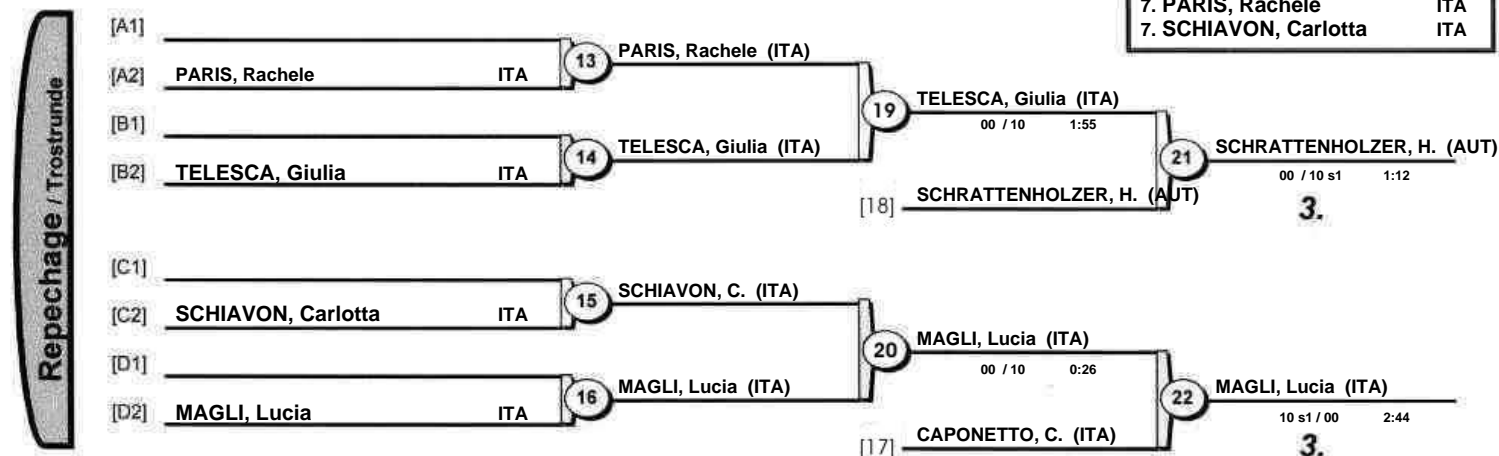 7. PARIS, Rachele ITA
7. SCHIAVON, Carlotta ITA
Repechage / Trostrunde
[A1]
[A2] PARIS, Rachele ITA
13 PARIS, Rachele (ITA)
[B1]
[B2] TELESCA, Giulia ITA
14 TELESCA, Giulia (ITA)
19 TELESCA, Giulia (ITA)
00 / 10 1:55
[18] SCHRATTENHOLZER, H. (AUT)
21 SCHRATTENHOLZER, H. (AUT)
00 / 10 s1 1:12
3.
[C1]
[C2] SCHIAVON, Carlotta ITA
15 SCHIAVON, C. (ITA)
[D1]
[D2] MAGLI, Lucia ITA
16 MAGLI, Lucia (ITA)
20 MAGLI, Lucia (ITA)
00 / 10 0:26
[17] CAPONETTO, C. (ITA)
22 MAGLI, Lucia (ITA)
10 s1 / 00 2:44
3.